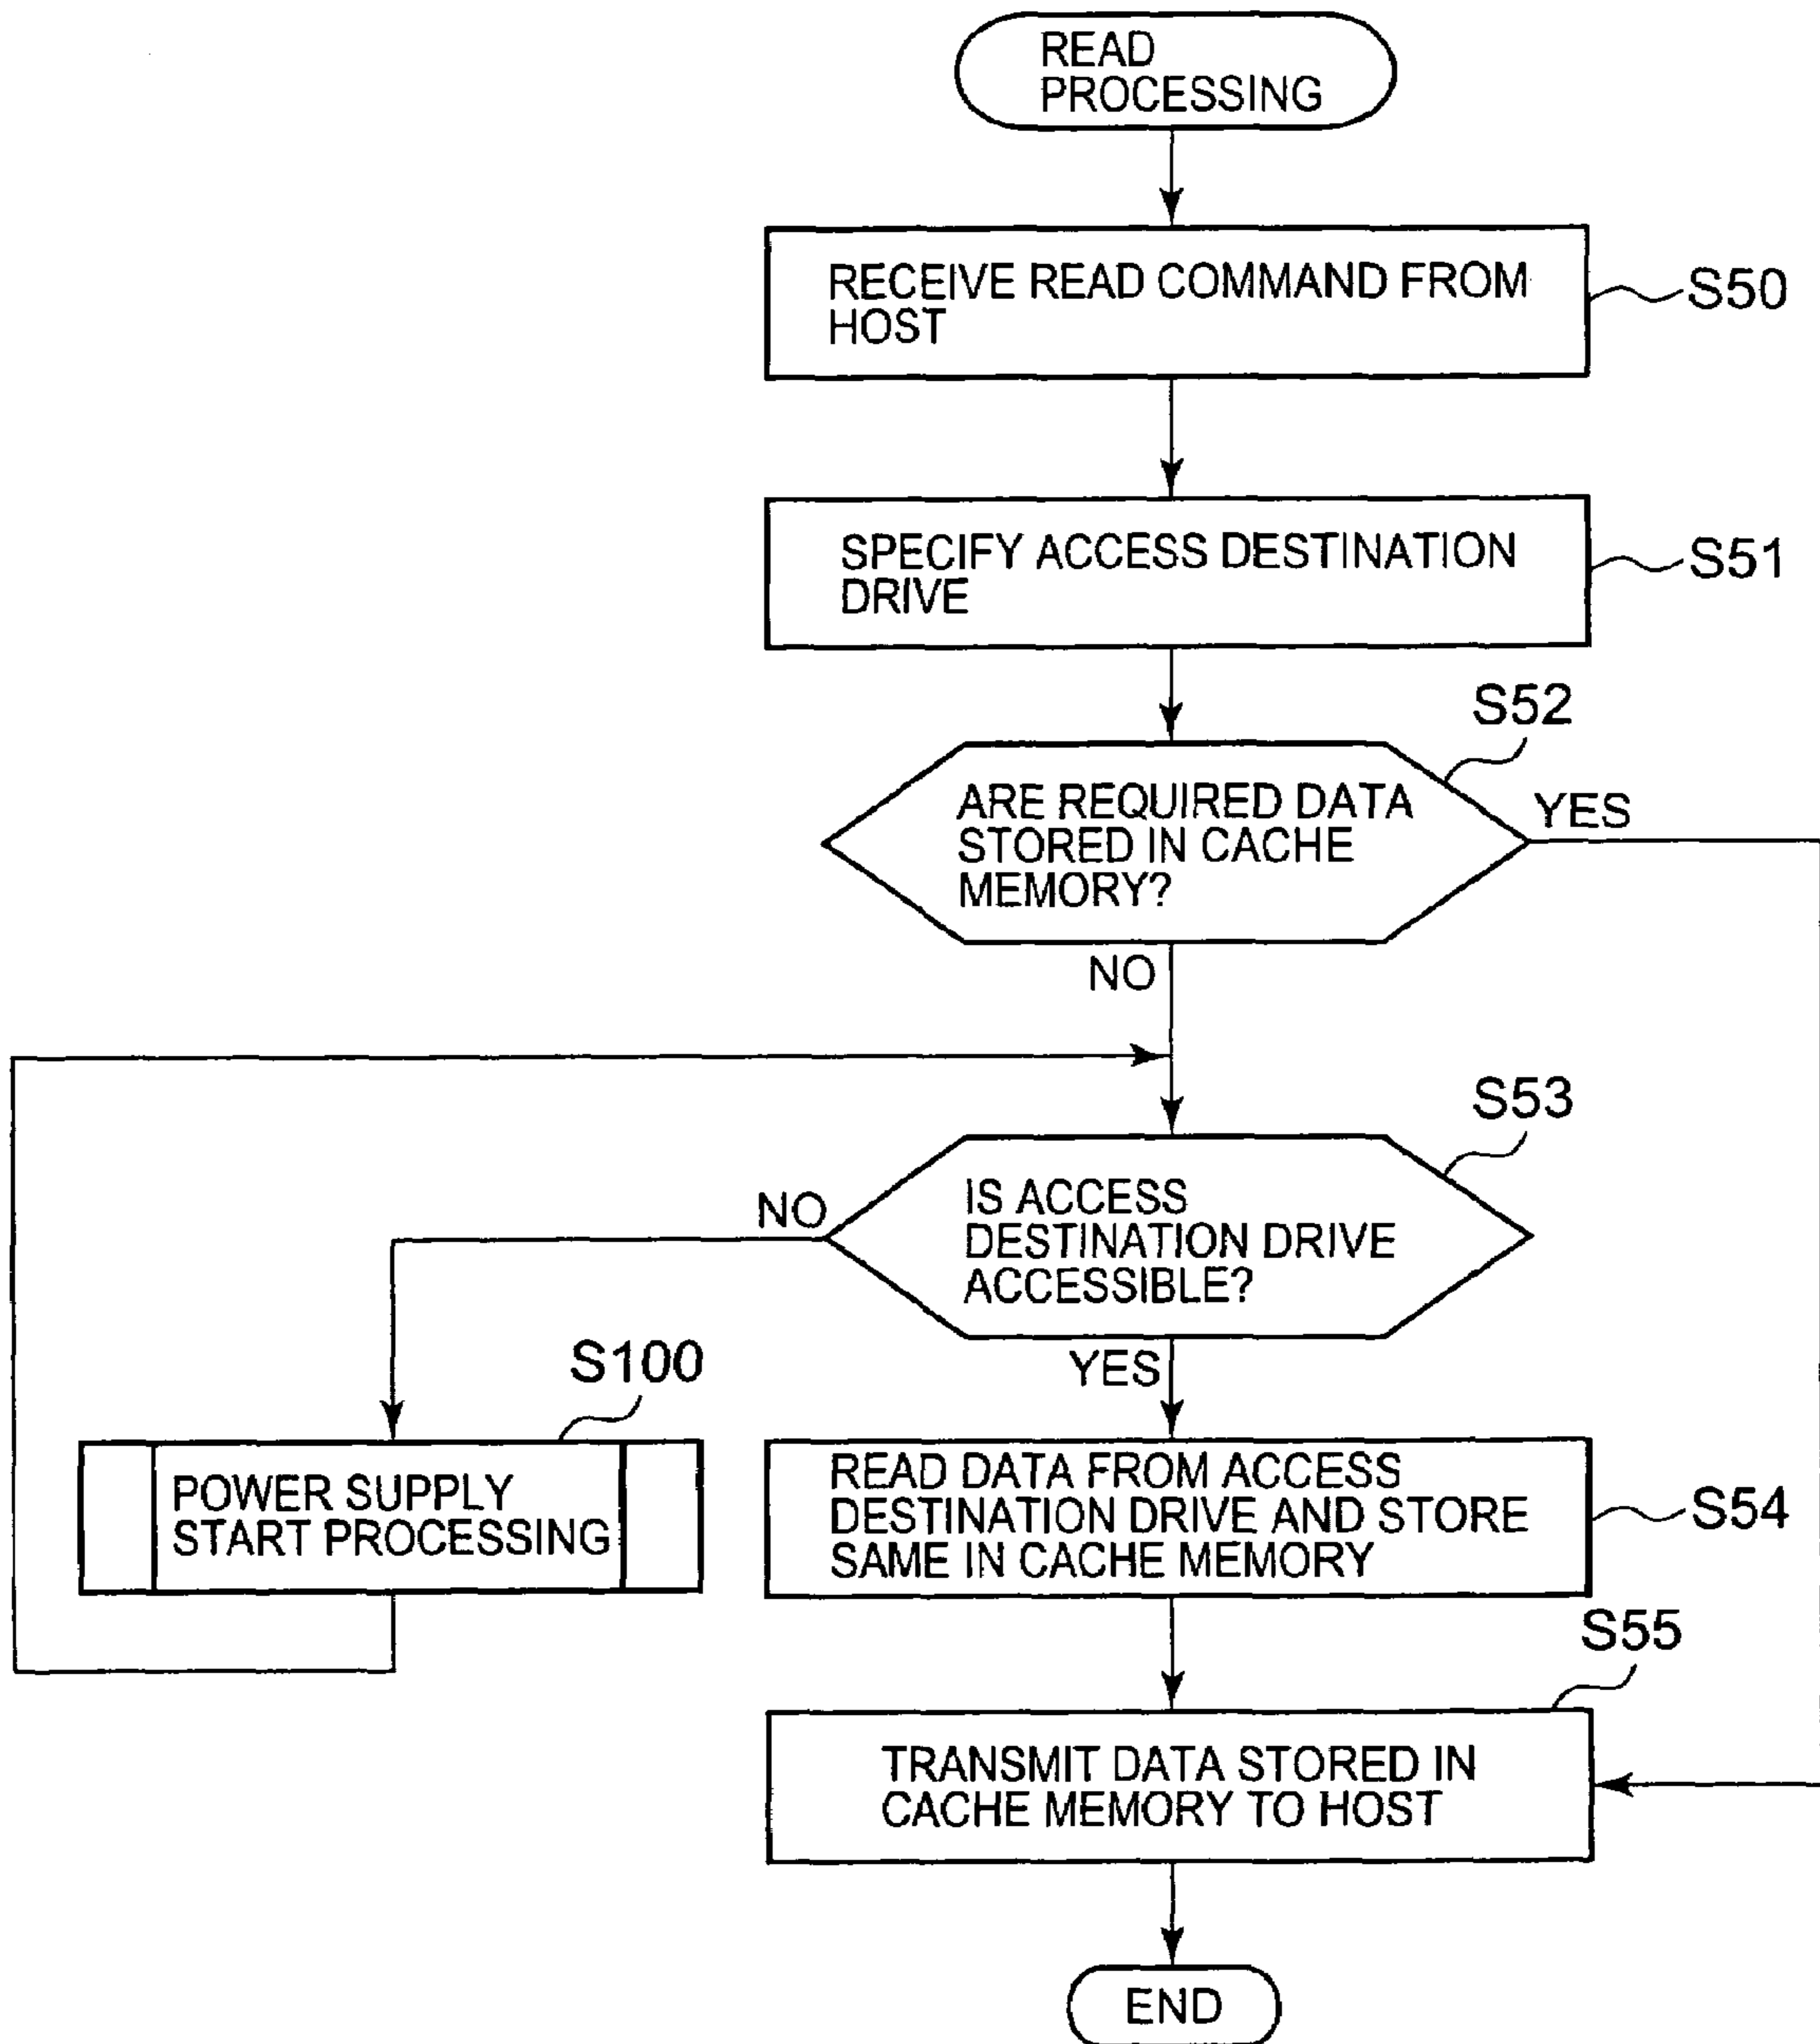 READ
PROCESSING
RECEIVE READ COMMAND FROM
HOST
S50
SPECIFY ACCESS DESTINATION
DRIVE
S51
S52
ARE REQUIRED DATA
STORED IN CACHE
MEMORY?
YES
NO
S53
IS ACCESS
DESTINATION DRIVE
ACCESSIBLE?
NO
YES
S100
POWER SUPPLY
START PROCESSING
READ DATA FROM ACCESS
DESTINATION DRIVE AND STORE
SAME IN CACHE MEMORY
S54
S55
TRANSMIT DATA STORED IN
CACHE MEMORY TO HOST
END